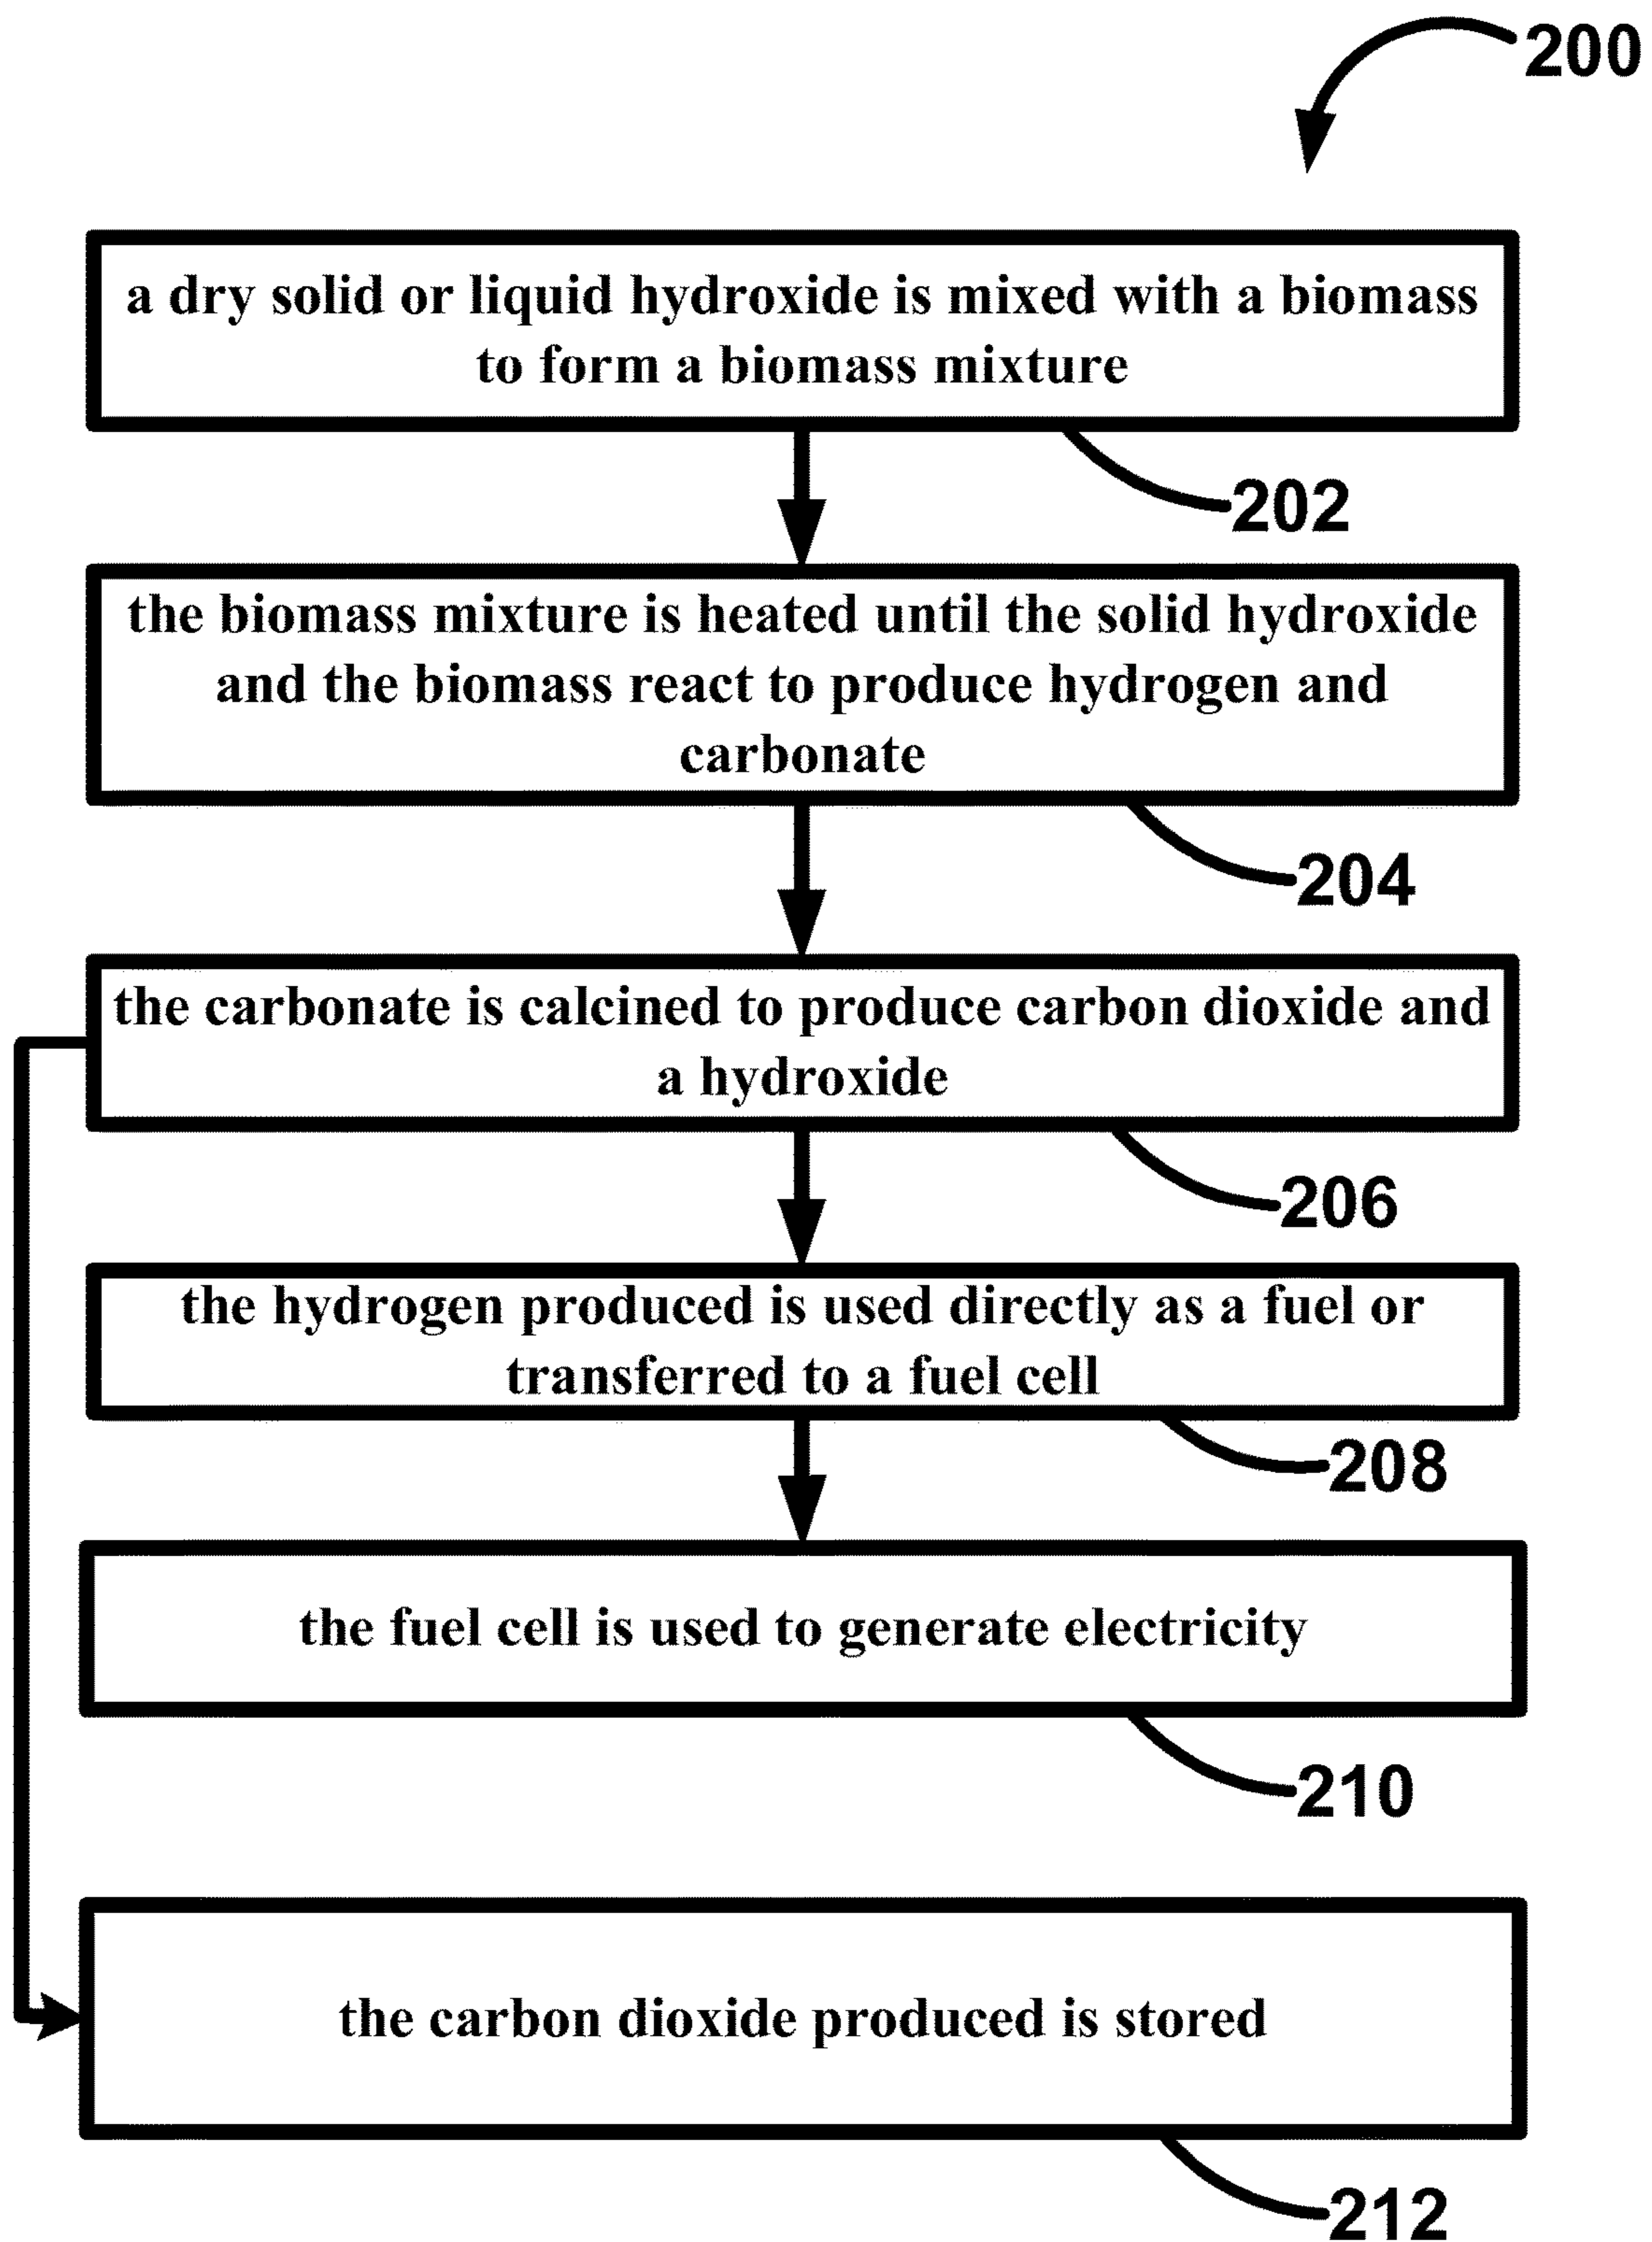 200
a dry solid or liquid hydroxide is mixed with a biomass
to form a biomass mixture
202
the biomass mixture is heated until the solid hydroxide
and the biomass react to produce hydrogen and
carbonate
204
the carbonate is calcined to produce carbon dioxide and
a hydroxide
206
the hydrogen produced is used directly as a fuel or
transferred to a fuel cell
208
the fuel cell is used to generate electricity
210
the carbon dioxide produced is stored
212